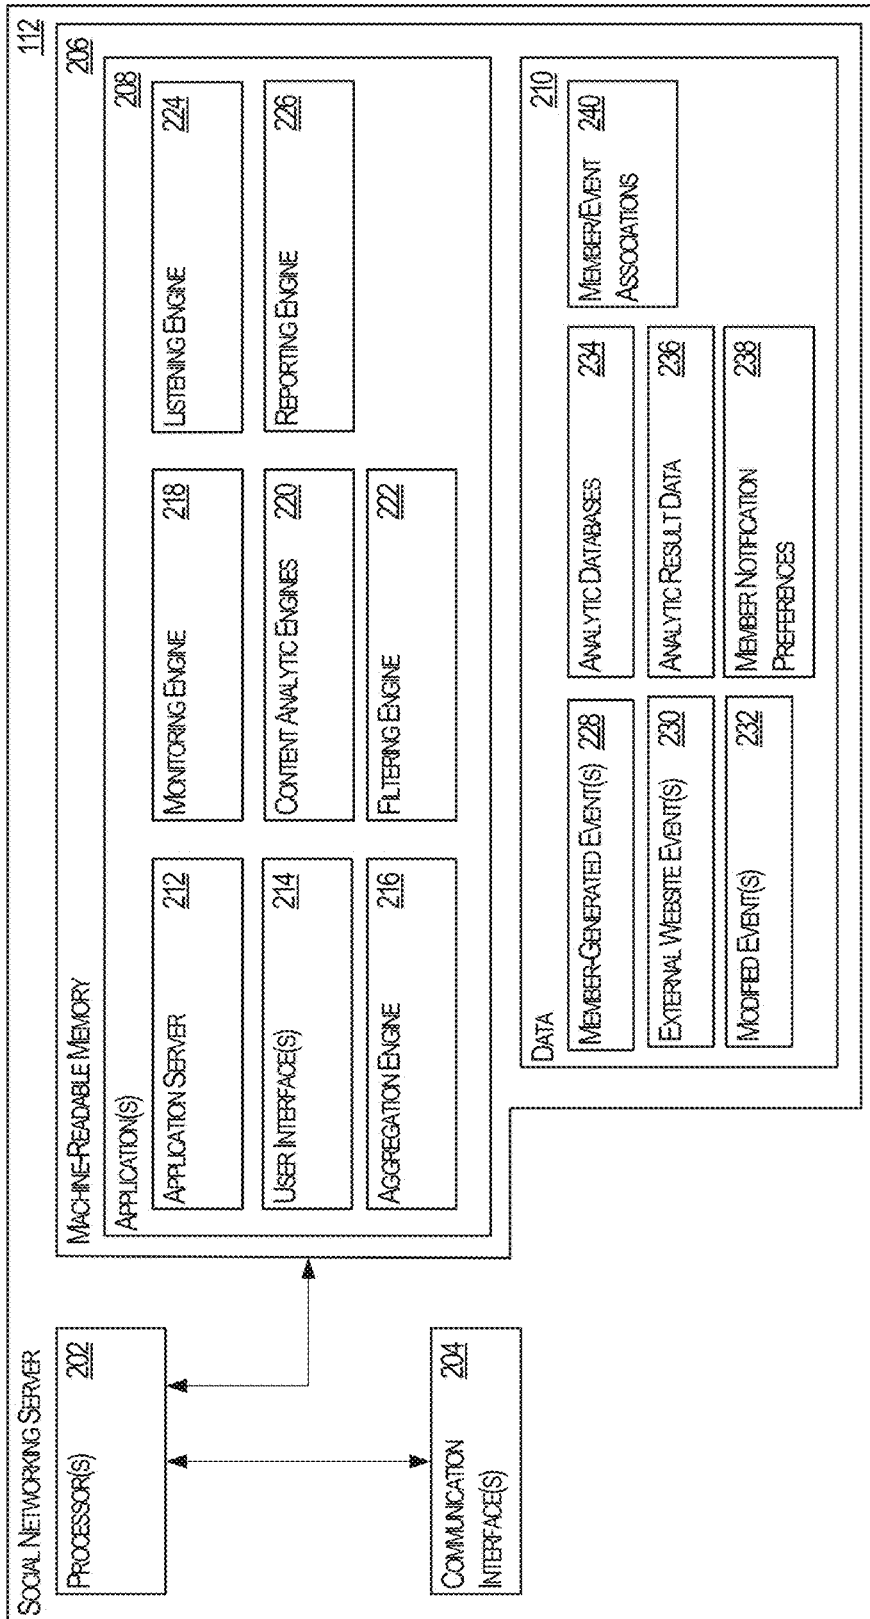 SOCIAL NETWORKING SERVER 112
PROCESSOR(S) 202
COMMUNICATION
INTERFACE(S) 204
MACHINE-READABLE MEMORY 206
APPLICATION(S) 208
APPLICATION SERVER 212
USER INTERFACE(S) 214
AGGREGATION ENGINE 216
MONITORING ENGINE 218
CONTENT ANALYTIC ENGINES 220
FILTERING ENGINE 222
LISTENING ENGINE 224
REPORTING ENGINE 226
DATA 210
MEMBER-GENERATED EVENT(S) 228
EXTERNAL WEBSITE EVENT(S) 230
MODIFIED EVENT(S) 232
ANALYTIC DATABASES 234
ANALYTIC RESULT DATA 236
MEMBER NOTIFICATION 238
PREFERENCES
MEMBER/EVENT 240
ASSOCIATIONS